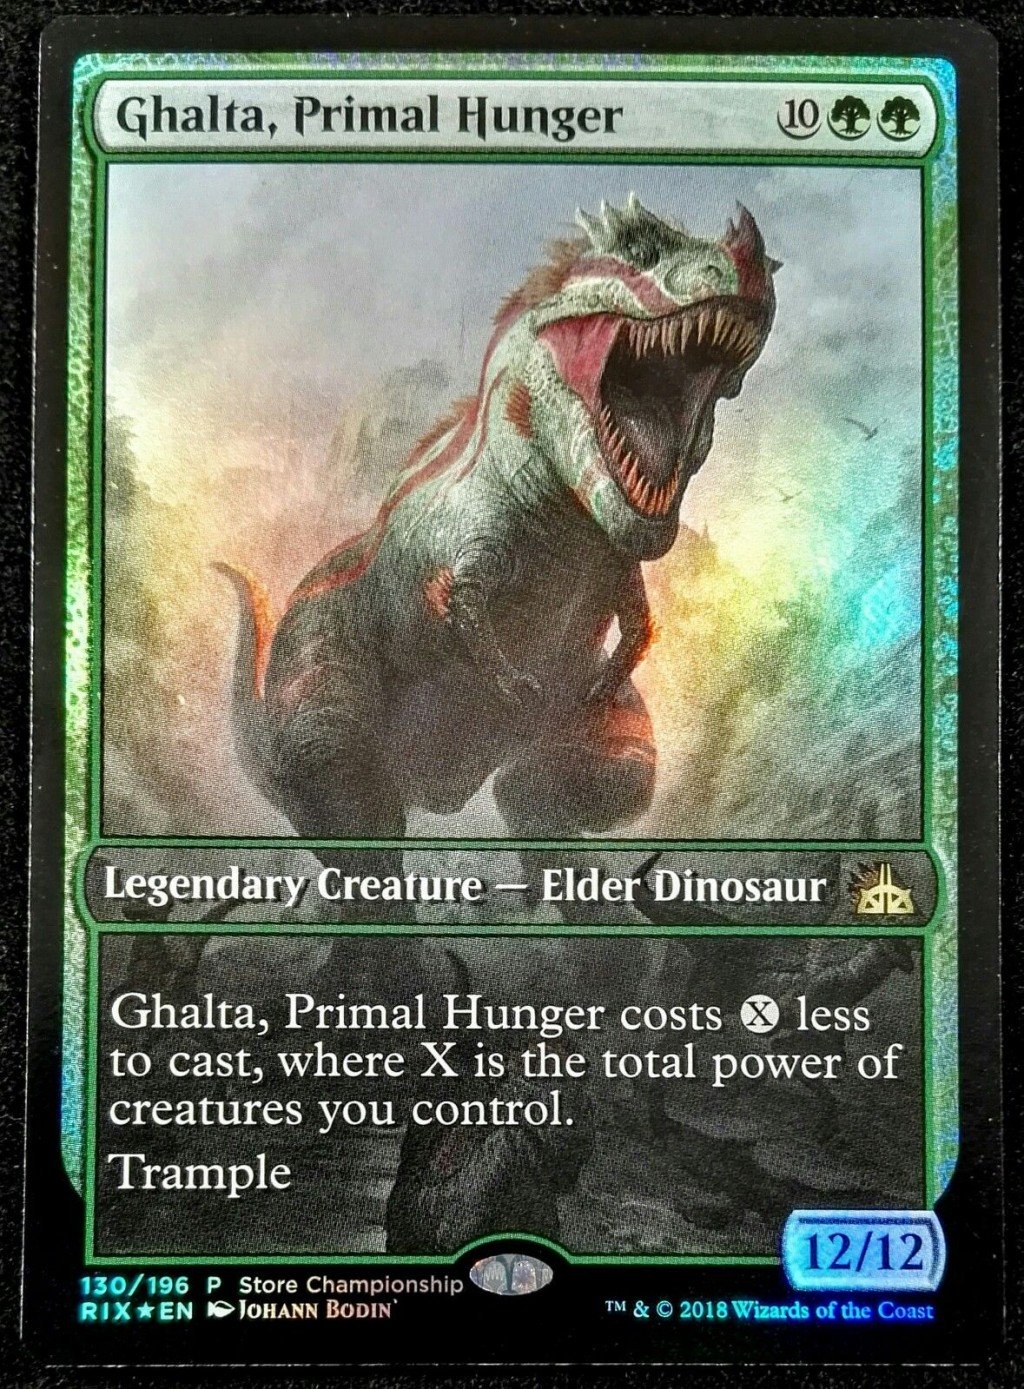 Ghalta, Primal Hunger 10
Legendary Creature — Elder Dinosaur
Ghalta, Primal Hunger costs X less
to cast, where X is the total power of
creatures you control.
Trample
12/12
130/196 P Store Championship
RIX★EN Johann Bodin
™ & © 2018 Wizards of the Coast